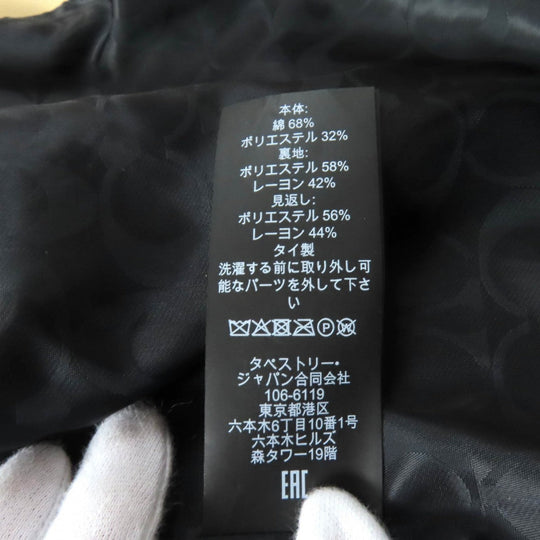 本体:
綿 68%
ポリエステル 32%
裏地:
ポリエステル 58%
レーヨン 42%
見返し:
ポリエステル 56%
レーヨン 44%
タイ製
洗濯する前に取り外し可
能なパーツを外して下さ
い
P W
タペストリー・
ジャパン合同会社
106-6119
東京都港区
六本木6丁目10番1号
六本木ヒルズ
森タワー19階
EAC